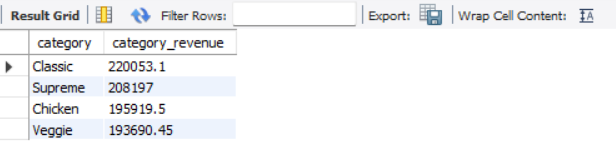 Result Grid Filter Rows: Export: Wrap Cell Content: IA
category category_revenue
Classic 220053.1
Supreme 208197
Chicken 195919.5
Veggie 193690.45